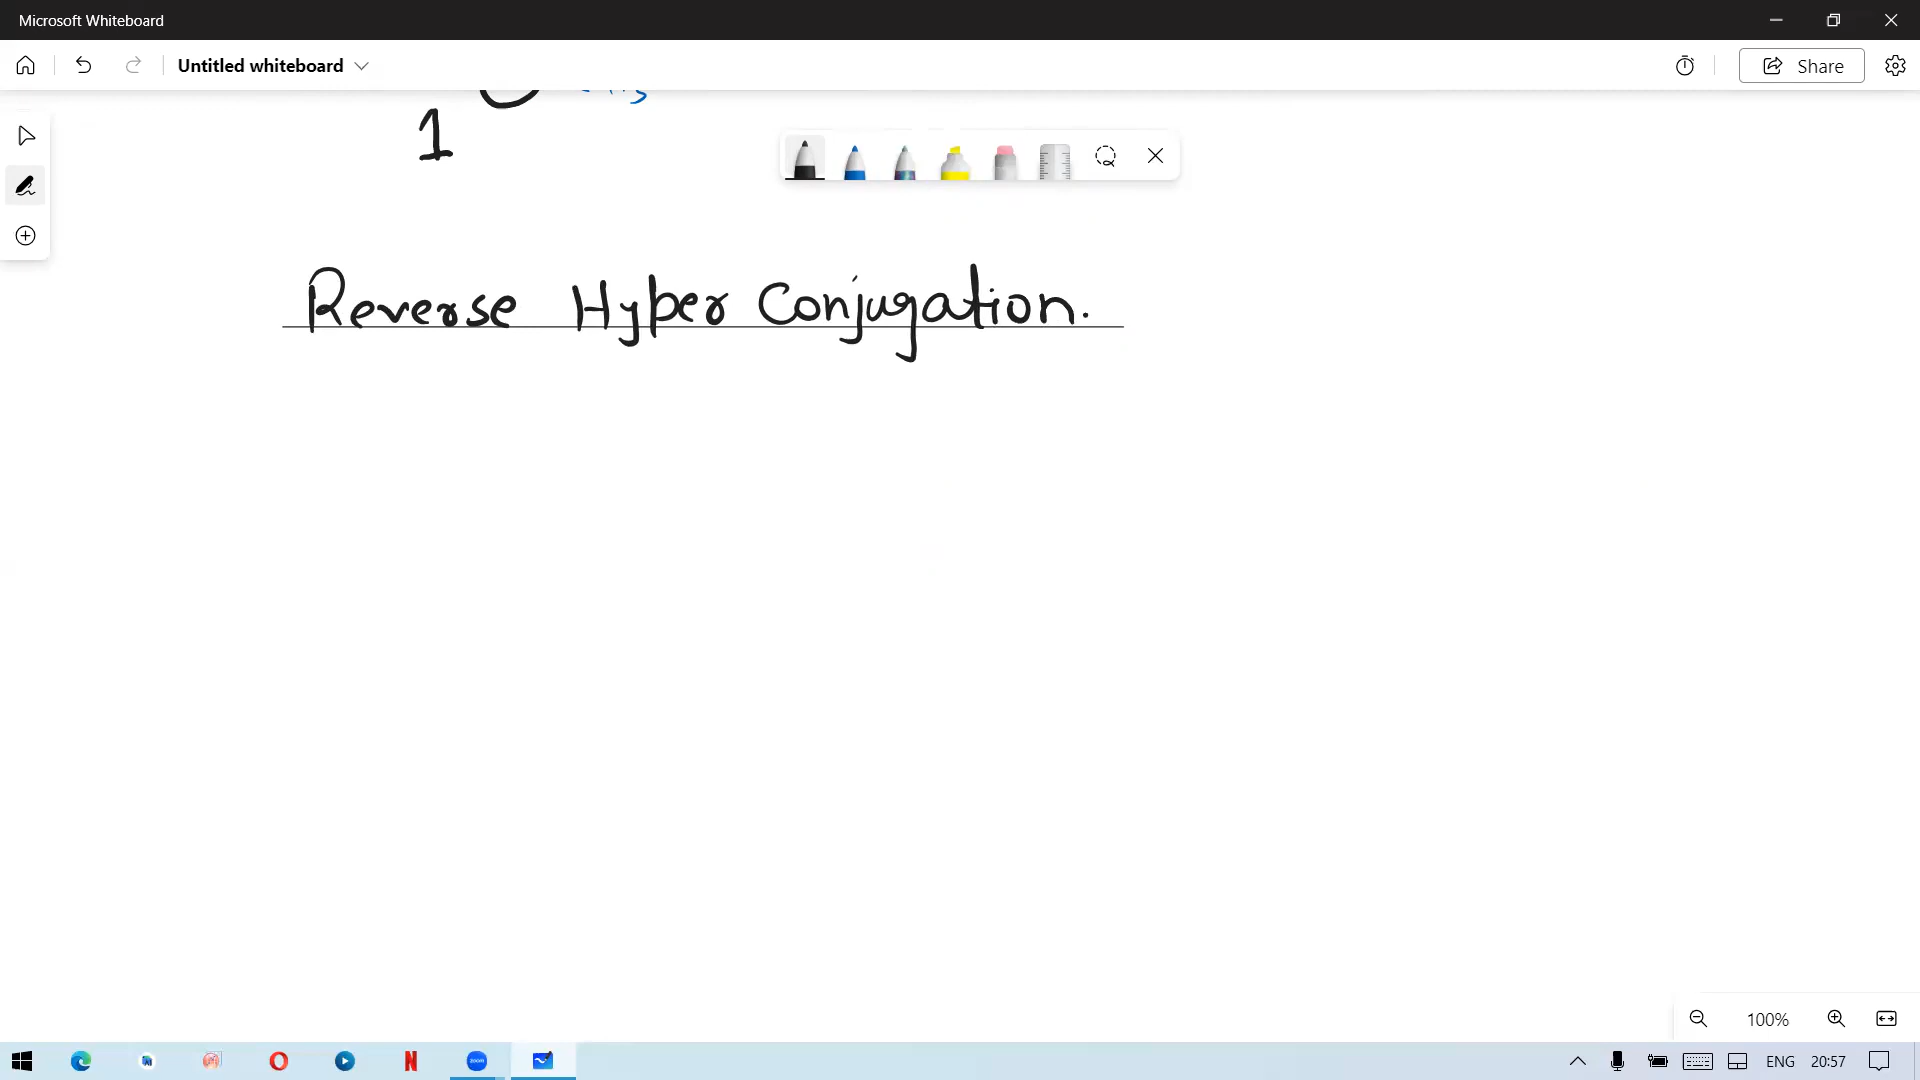 Microsoft Whiteboard
Untitled whiteboard
Share
1
Reverse Hyper Conjugation.
100%
ENG 20:57